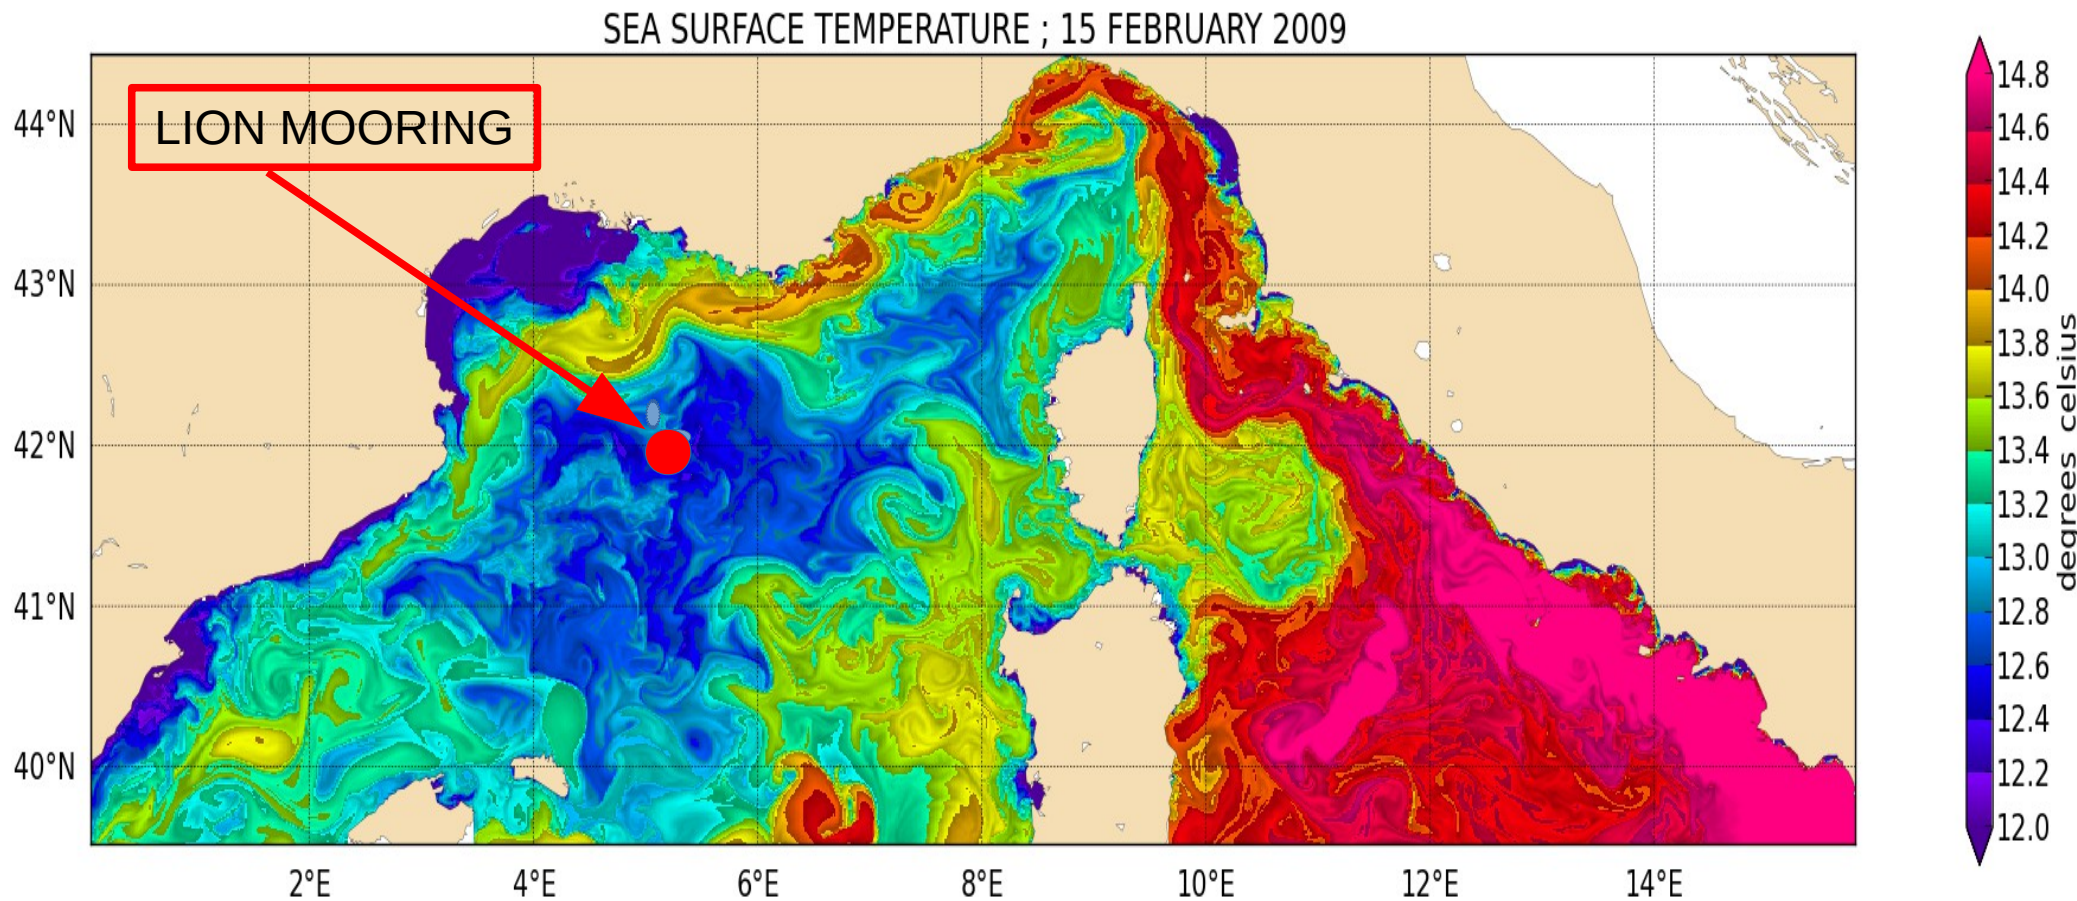 SEA SURFACE TEMPERATURE ; 15 FEBRUARY 2009
LION MOORING
44°N
43°N
42°N
41°N
40°N
2°E
4°E
6°E
8°E
10°E
12°E
14°E
14.8
14.6
14.4
14.2
14.0
13.8
13.6
13.4
13.2
13.0
12.8
12.6
12.4
12.2
12.0
degrees celsius